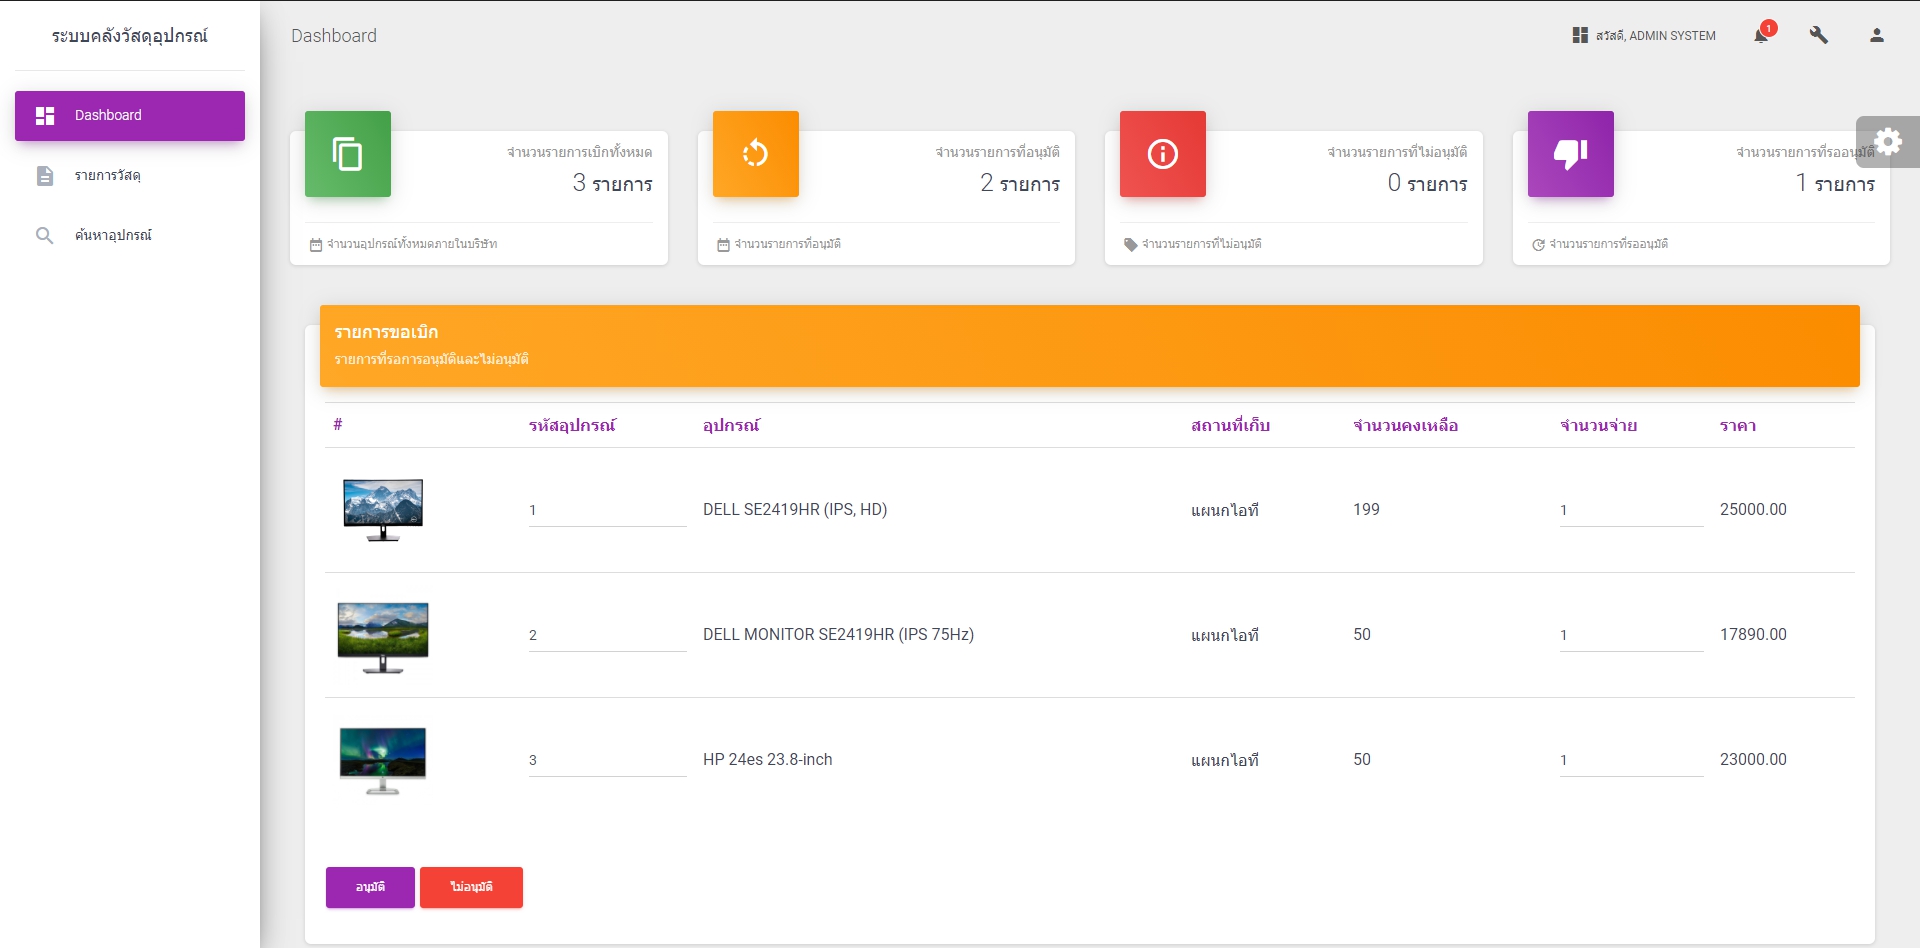 ระบบคลังวัสดุอุปกรณ์
Dashboard
รายการวัสดุ
ค้นหาอุปกรณ์
Dashboard
สวัสดี, ADMIN SYSTEM
1
จำนวนรายการเบิกทั้งหมด
3 รายการ
จำนวนอุปกรณ์ทั้งหมดภายในบริษัท
จำนวนรายการที่อนุมัติ
2 รายการ
จำนวนรายการที่อนุมัติ
จำนวนรายการที่ไม่อนุมัติ
0 รายการ
จำนวนรายการที่ไม่อนุมัติ
จำนวนรายการที่รออนุมัติ
1 รายการ
จำนวนรายการที่รออนุมัติ
รายการขอเบิก
รายการที่รอการอนุมัติและไม่อนุมัติ
# รหัสอุปกรณ์ อุปกรณ์ สถานที่เก็บ จำนวนคงเหลือ จำนวนจ่าย ราคา
1 DELL SE2419HR (IPS, HD) แผนกไอที 199 1 25000.00
2 DELL MONITOR SE2419HR (IPS 75Hz) แผนกไอที 50 1 17890.00
3 HP 24es 23.8-inch แผนกไอที 50 1 23000.00
อนุมัติ ไม่อนุมัติ